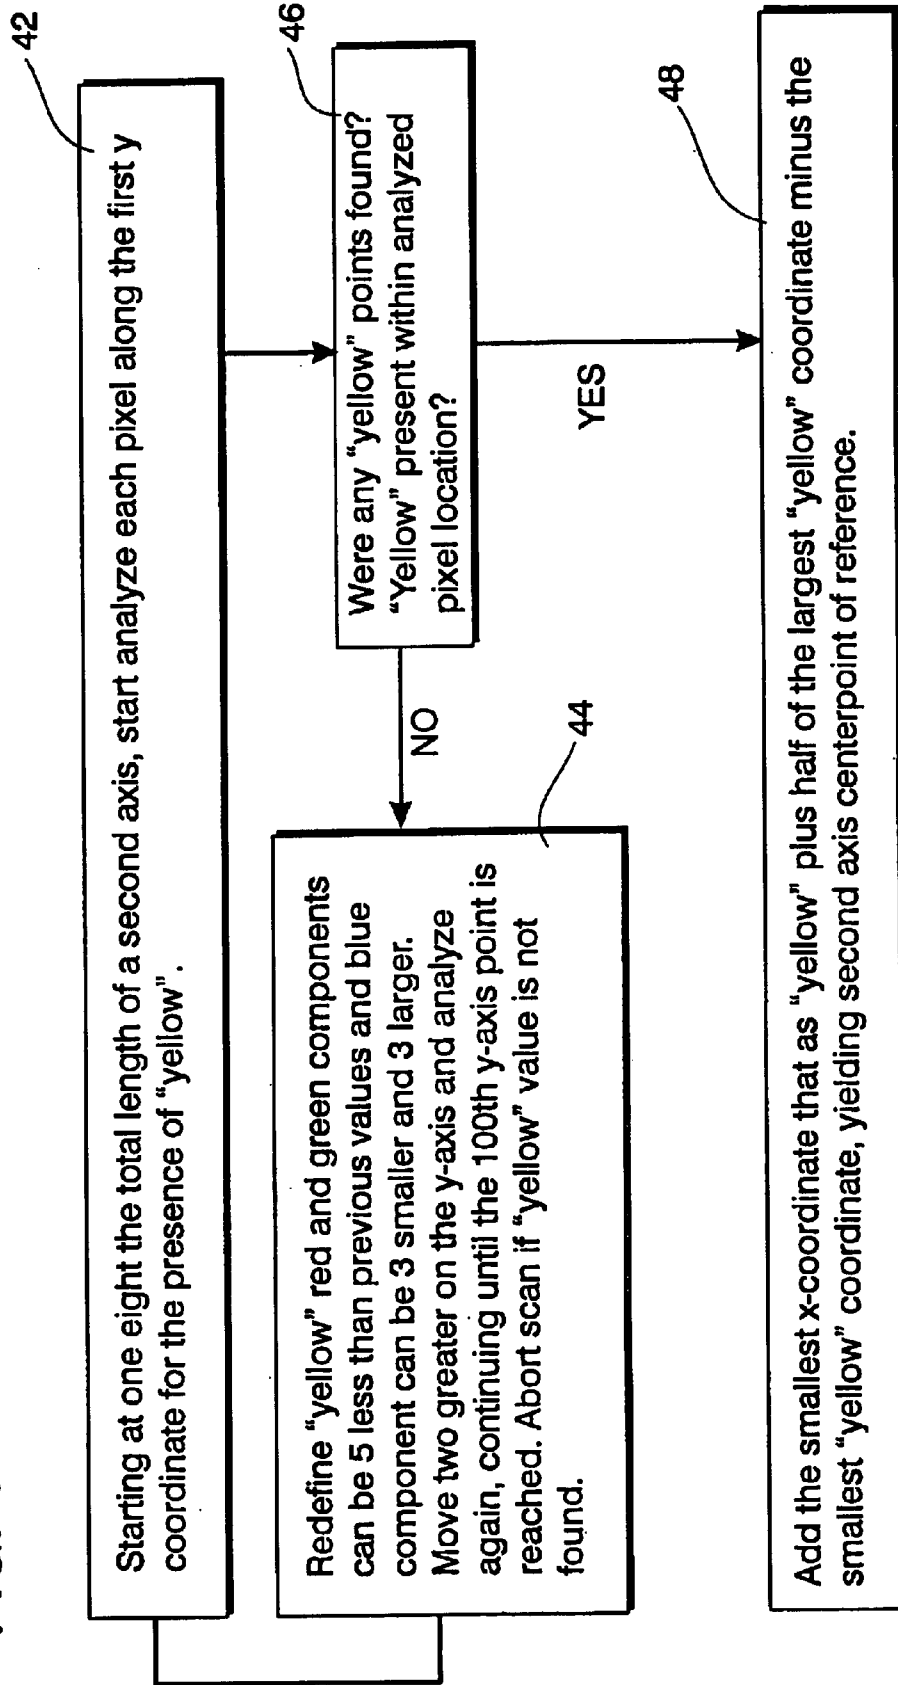 42
Starting at one eight the total length of a second axis, start analyze each pixel along the first y
coordinate for the presence of “yellow”.
46
Were any “yellow” points found?
“Yellow” present within analyzed
pixel location?
NO
YES
44
Redefine “yellow” red and green components
can be 5 less than previous values and blue
component can be 3 smaller and 3 larger.
Move two greater on the y-axis and analyze
again, continuing until the 100th y-axis point is
reached. Abort scan if “yellow” value is not
found.
48
Add the smallest x-coordinate that as “yellow” plus half of the largest “yellow” coordinate minus the
smallest “yellow” coordinate, yielding second axis centerpoint of reference.